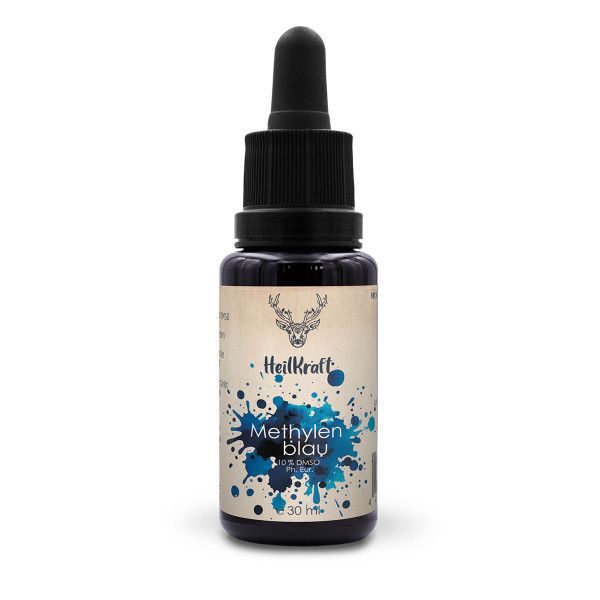 HeilKraft
Methylen
blau
10 % DMSO
Ph. Eur.
e 30 ml